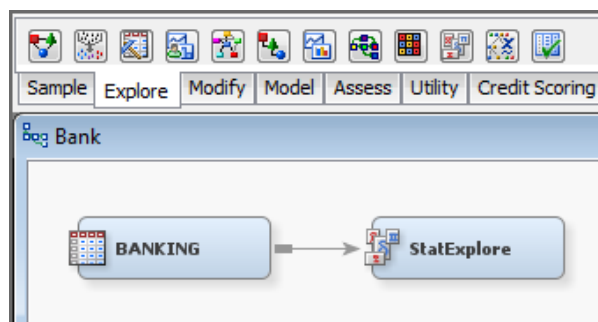 Sample Explore Modify Model Assess Utility Credit Scoring
Bank
BANKING StatExplore